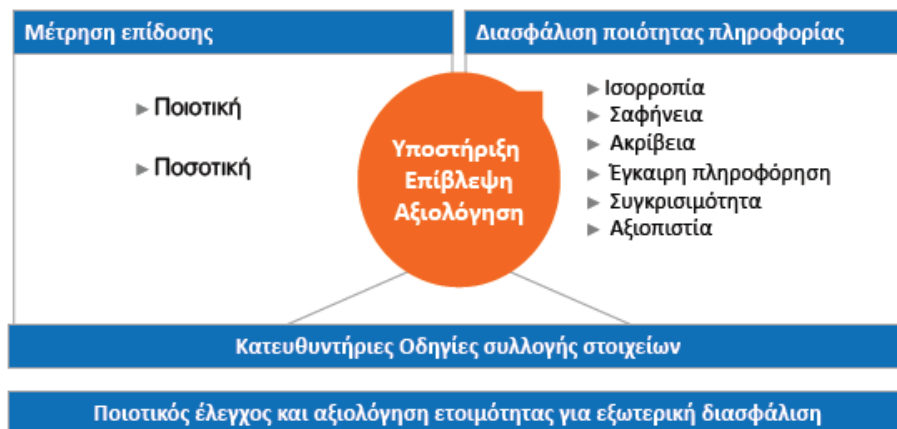 Μέτρηση επίδοσης
Διασφάλιση ποιότητας πληροφορίας
Ποιοτική
Ποσοτική
Υποστήριξη
Επίβλεψη
Αξιολόγηση
Ισορροπία
Σαφήνεια
Ακρίβεια
Έγκαιρη πληροφόρηση
Συγκρισιμότητα
Αξιοπιστία
Κατευθυντήριες Οδηγίες συλλογής στοιχείων
Ποιοτικός έλεγχος και αξιολόγηση ετοιμότητας για εξωτερική διασφάλιση